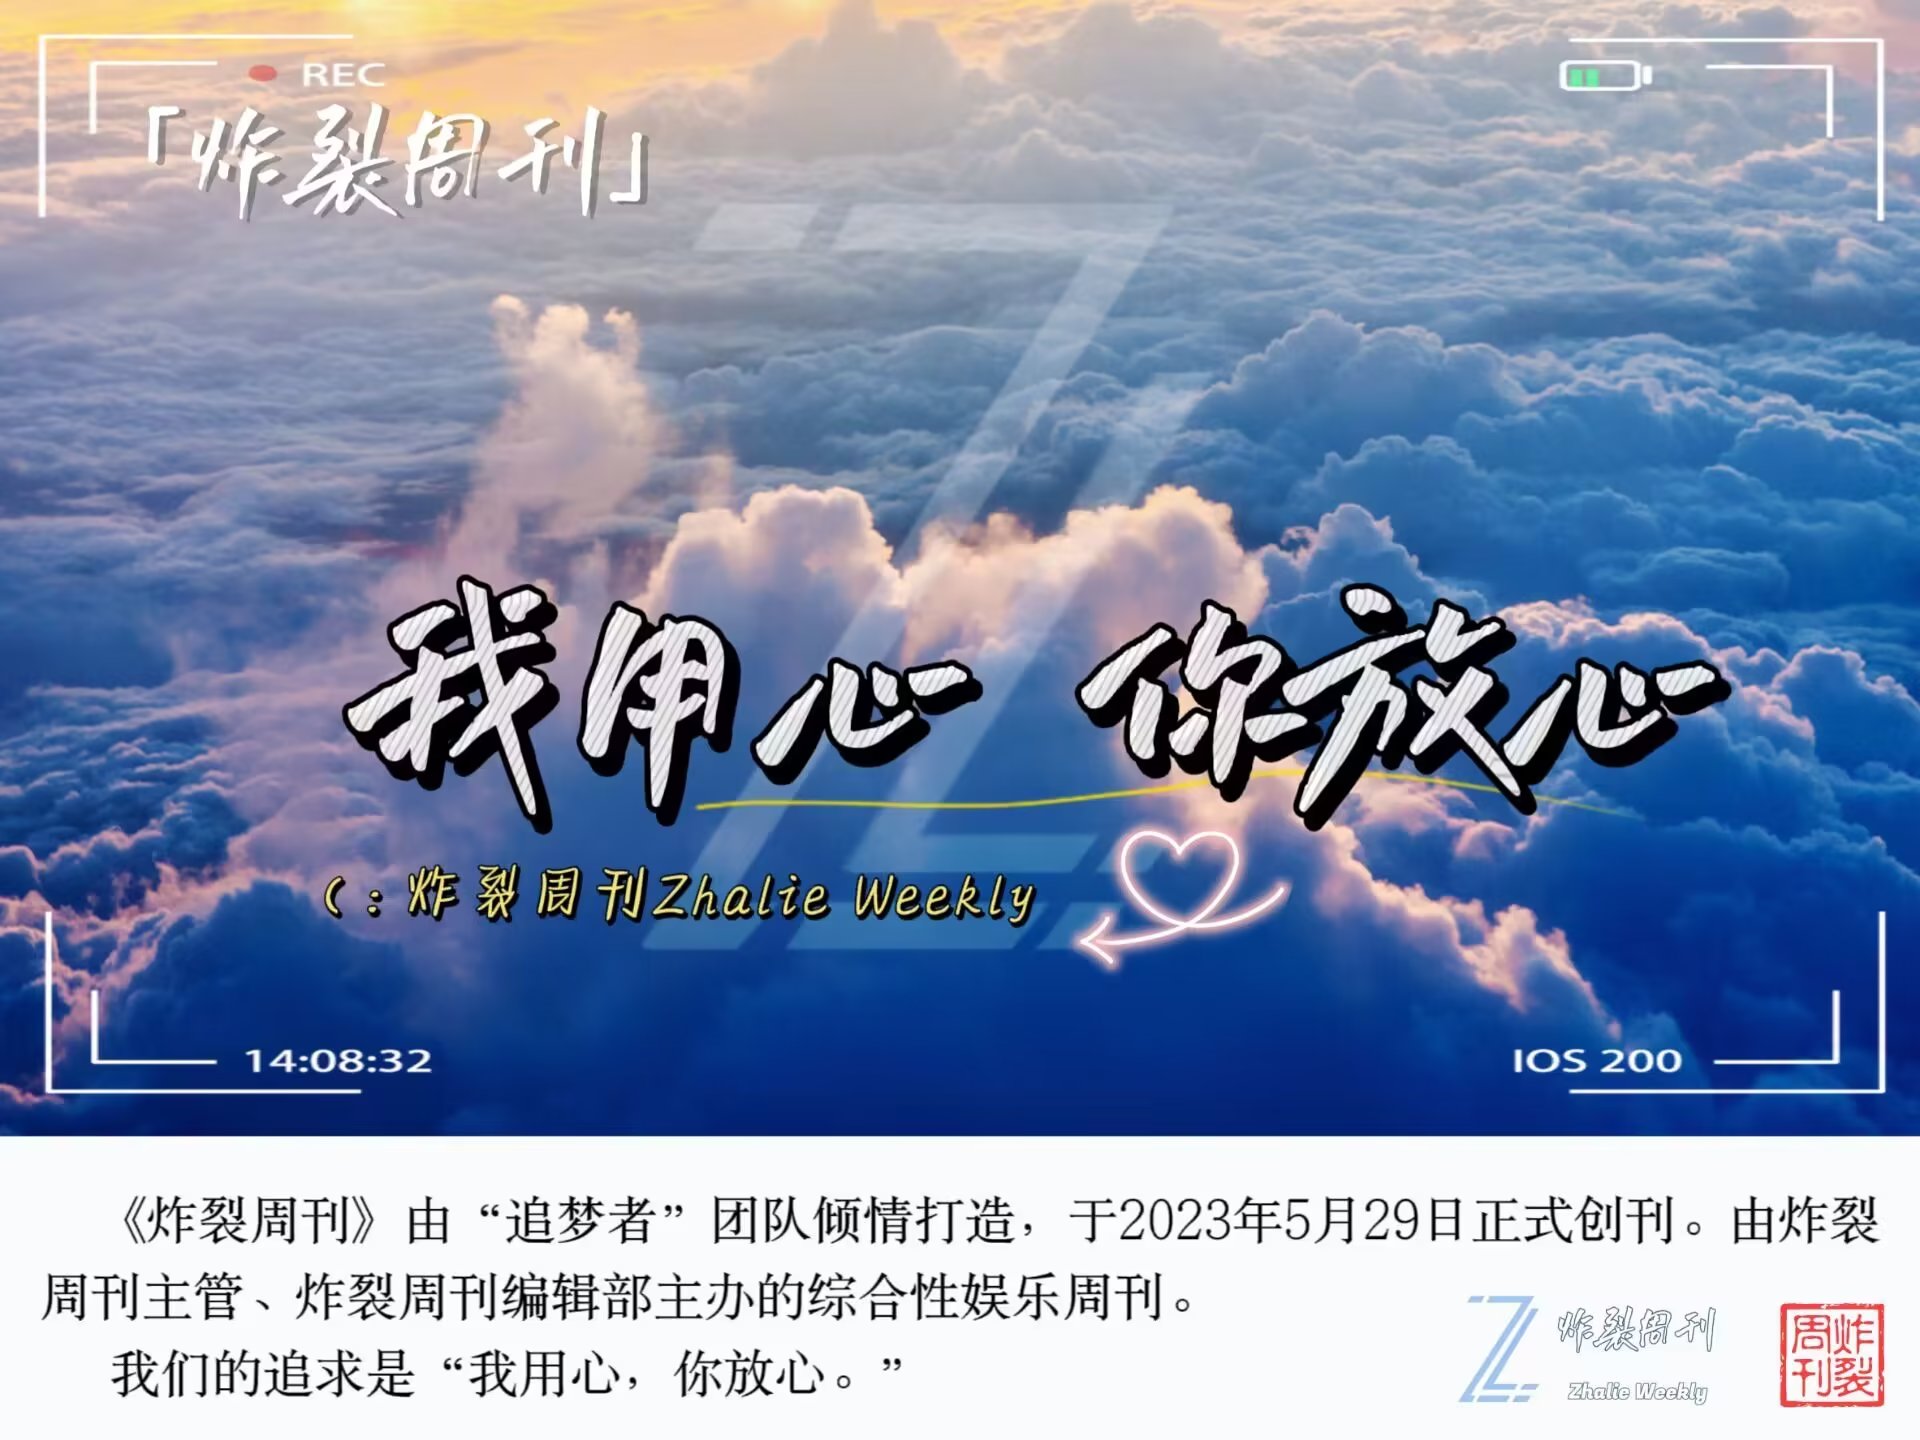 REC
「炸裂周刊」
我用心 你放心
(：炸裂周刊Zhalie Weekly
14:08:32
IOS 200
《炸裂周刊》由“追梦者”团队倾情打造，于2023年5月29日正式创刊。由炸裂
周刊主管、炸裂周刊编辑部主办的综合性娱乐周刊。
我们的追求是“我用心，你放心。”
炸裂周刊
Zhalie Weekly
炸裂
周刊